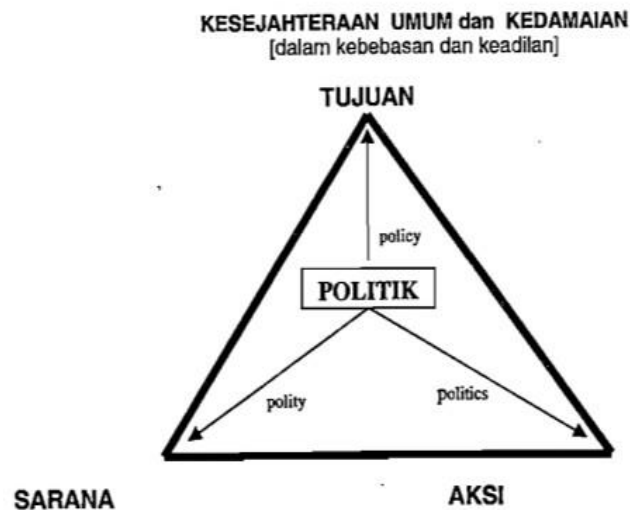 KESEJAHTERAAN UMUM dan KEDAMAIAN
[dalam kebebasan dan keadilan]
TUJUAN
policy
POLITIK
polity
politics
SARANA
AKSI